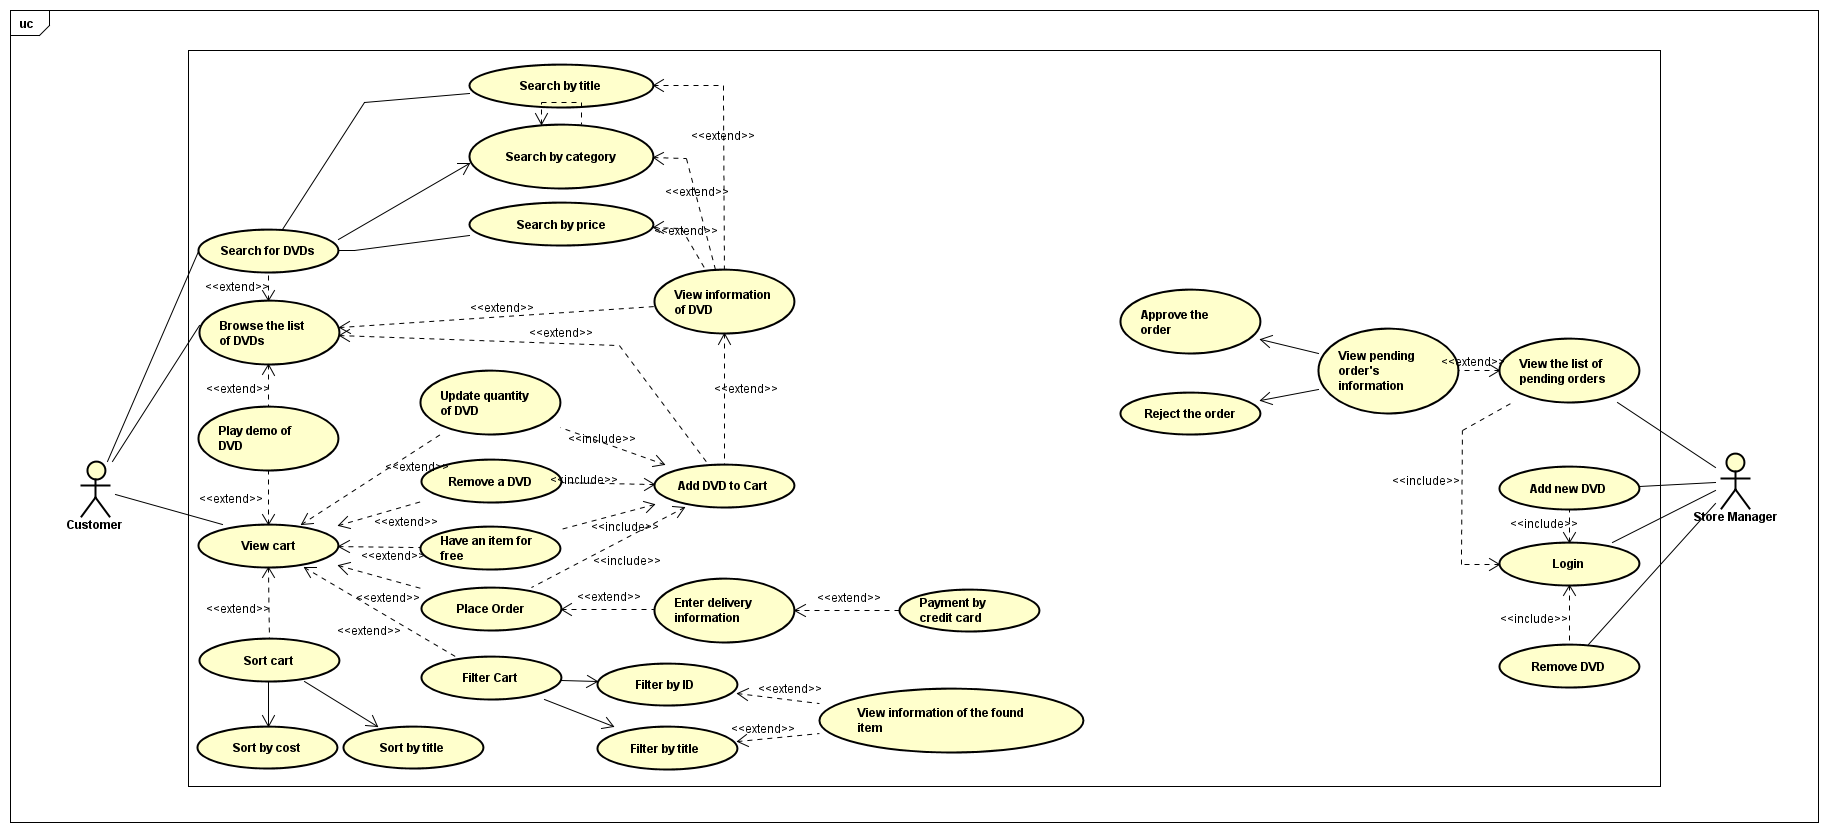 uc
Search by title
<<extend>>
Search by category
<<extend>>
Search by price
<<extend>>
Search for DVDs
<<extend>>
View information
of DVD
<<extend>>
Browse the list
of DVDs
<<extend>>
Approve the
order
View pending
order's
information
<<extend>>
View the list of
pending orders
<<extend>>
Update quantity
of DVD
<<extend>>
Reject the order
Play demo of
DVD
<<include>>
<<extend>>
Remove a DVD
<<include>>
Add DVD to Cart
<<include>>
Add new DVD
Customer
Store Manager
<<extend>>
<<extend>>
<<include>>
<<include>>
View cart
Have an item for
free
<<extend>>
<<include>>
Login
<<extend>>
Place Order
<<extend>>
Enter delivery
information
<<extend>>
Payment by
credit card
<<extend>>
<<extend>>
<<include>>
Sort cart
Remove DVD
Filter Cart
Filter by ID
<<extend>>
View information of the found
item
<<extend>>
Sort by cost
Sort by title
Filter by title